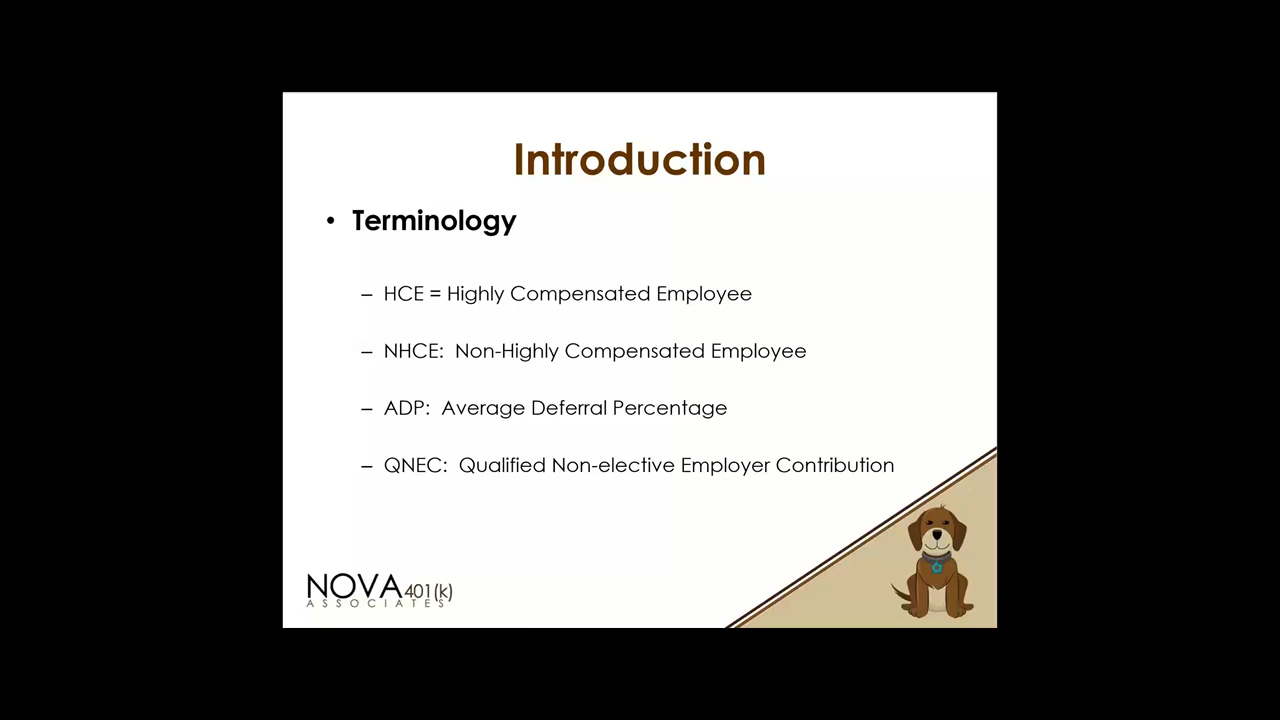 Introduction
• Terminology
– HCE = Highly Compensated Employee
– NHCE:  Non-Highly Compensated Employee
– ADP:  Average Deferral Percentage
– QNEC:  Qualified Non-elective Employer Contribution
NOVA 401(k)
ASSOCIATES